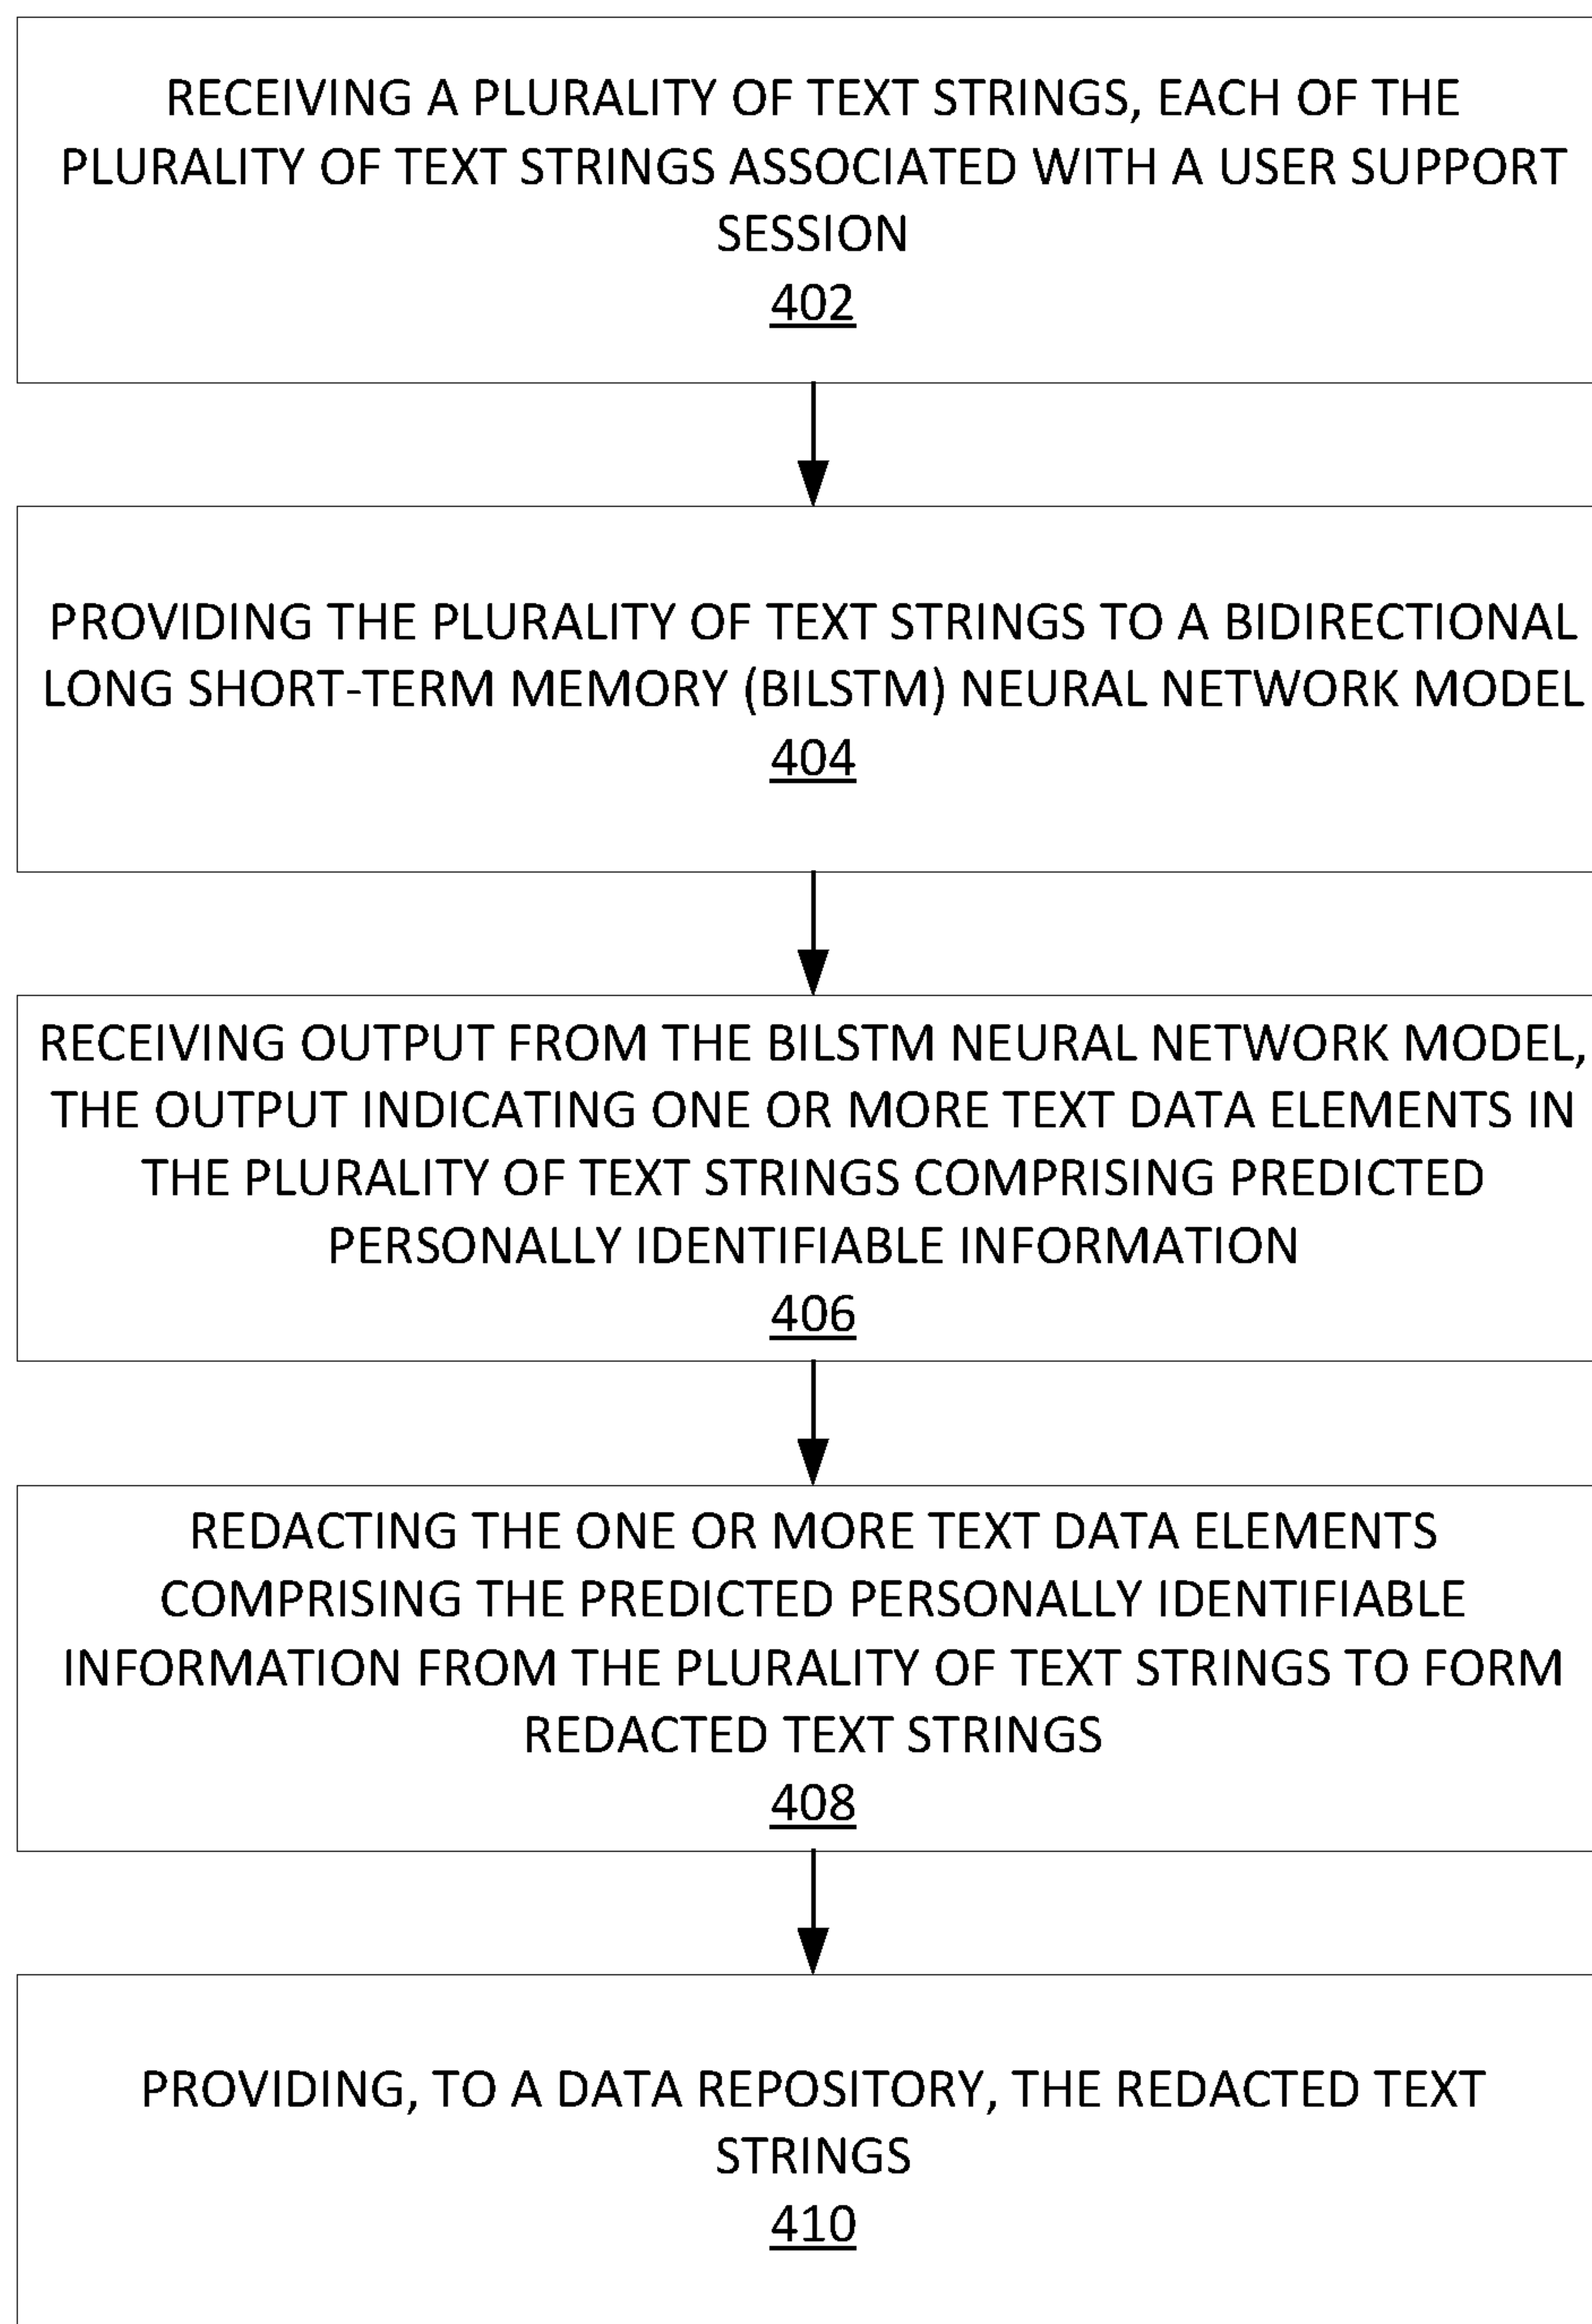 RECEIVING A PLURALITY OF TEXT STRINGS, EACH OF THE
PLURALITY OF TEXT STRINGS ASSOCIATED WITH A USER SUPPORT
SESSION
402
PROVIDING THE PLURALITY OF TEXT STRINGS TO A BIDIRECTIONAL
LONG SHORT-TERM MEMORY (BILSTM) NEURAL NETWORK MODEL
404
RECEIVING OUTPUT FROM THE BILSTM NEURAL NETWORK MODEL,
THE OUTPUT INDICATING ONE OR MORE TEXT DATA ELEMENTS IN
THE PLURALITY OF TEXT STRINGS COMPRISING PREDICTED
PERSONALLY IDENTIFIABLE INFORMATION
406
REDACTING THE ONE OR MORE TEXT DATA ELEMENTS
COMPRISING THE PREDICTED PERSONALLY IDENTIFIABLE
INFORMATION FROM THE PLURALITY OF TEXT STRINGS TO FORM
REDACTED TEXT STRINGS
408
PROVIDING, TO A DATA REPOSITORY, THE REDACTED TEXT
STRINGS
410